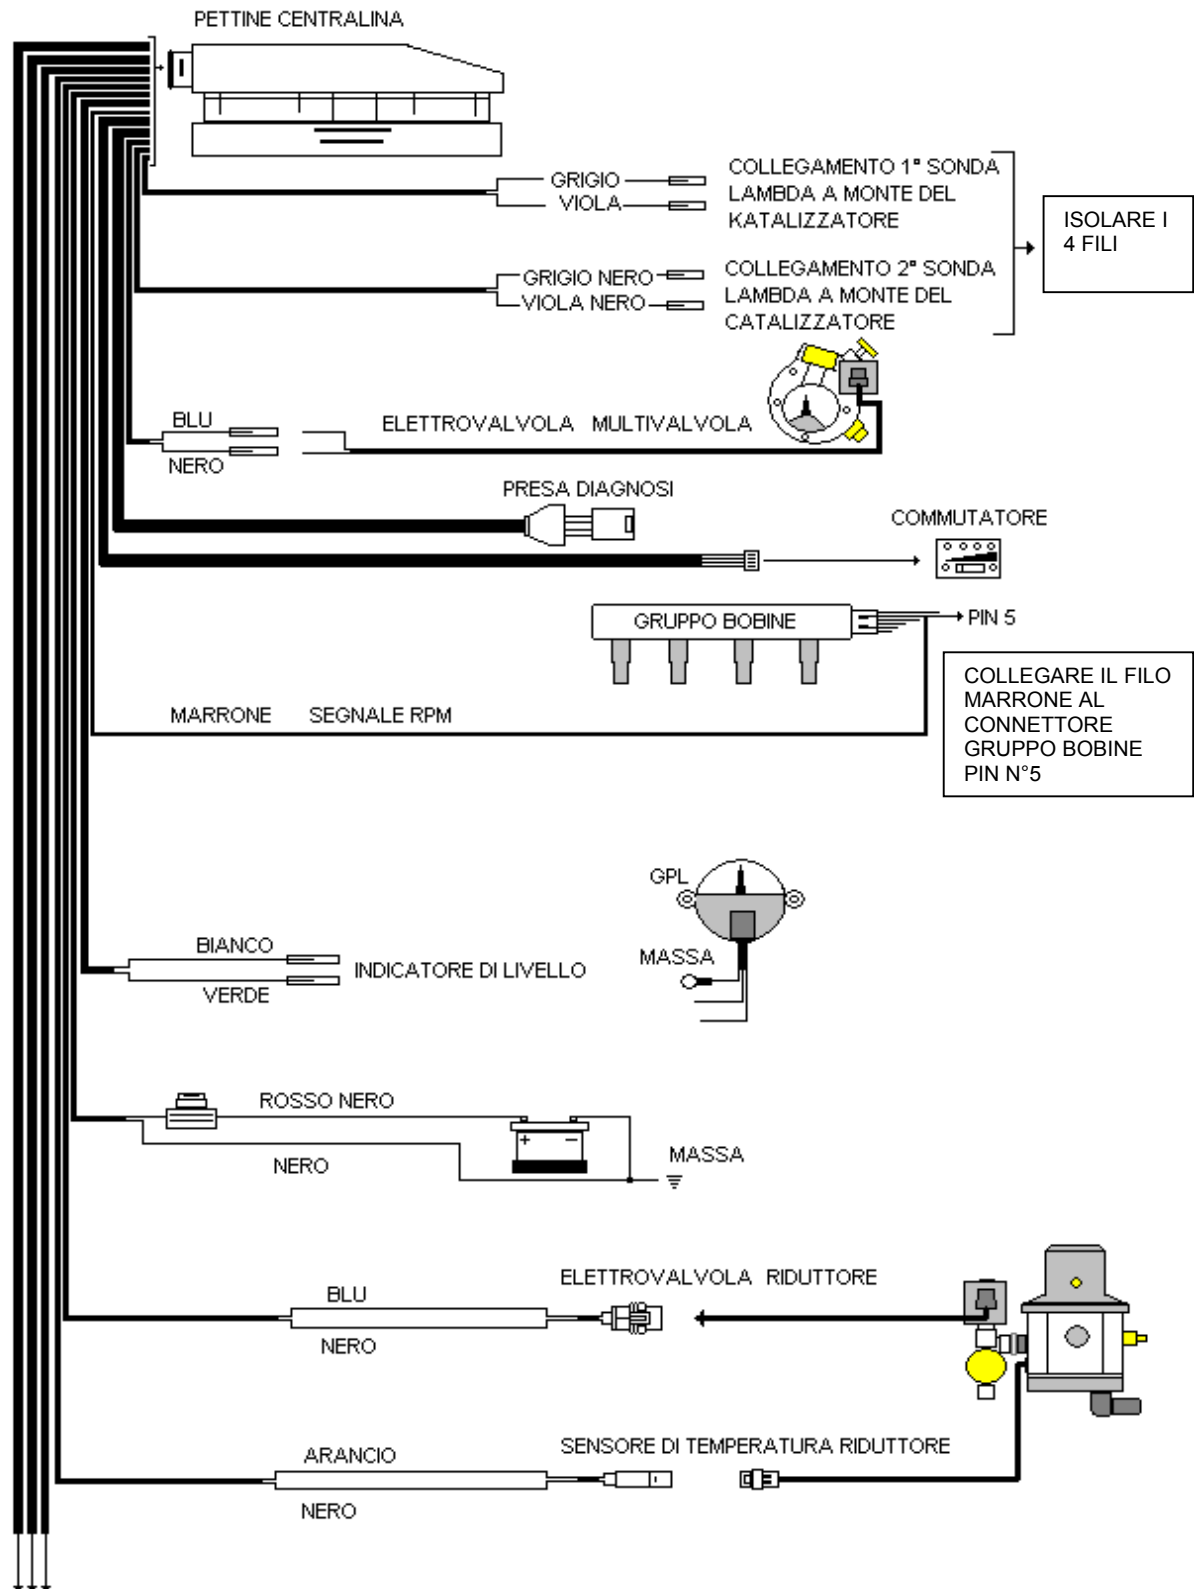 PETTINE CENTRALINA
GRIGIO
VIOLA
COLLEGAMENTO 1° SONDA
LAMBDA A MONTE DEL
KATALIZZATORE
GRIGIO NERO
VIOLA NERO
COLLEGAMENTO 2° SONDA
LAMBDA A MONTE DEL
CATALIZZATORE
ISOLARE I
4 FILI
BLU
NERO
ELETTROVALVOLA MULTIVALVOLA
PRESA DIAGNOSI
COMMUTATORE
GRUPPO BOBINE
PIN 5
MARRONE SEGNALE RPM
COLLEGARE IL FILO
MARRONE AL
CONNETTORE
GRUPPO BOBINE
PIN N°5
GPL
MASSA
BIANCO
VERDE
INDICATORE DI LIVELLO
ROSSO NERO
NERO
+ −
MASSA
BLU
NERO
ELETTROVALVOLA RIDUTTORE
ARANCIO
NERO
SENSORE DI TEMPERATURA RIDUTTORE